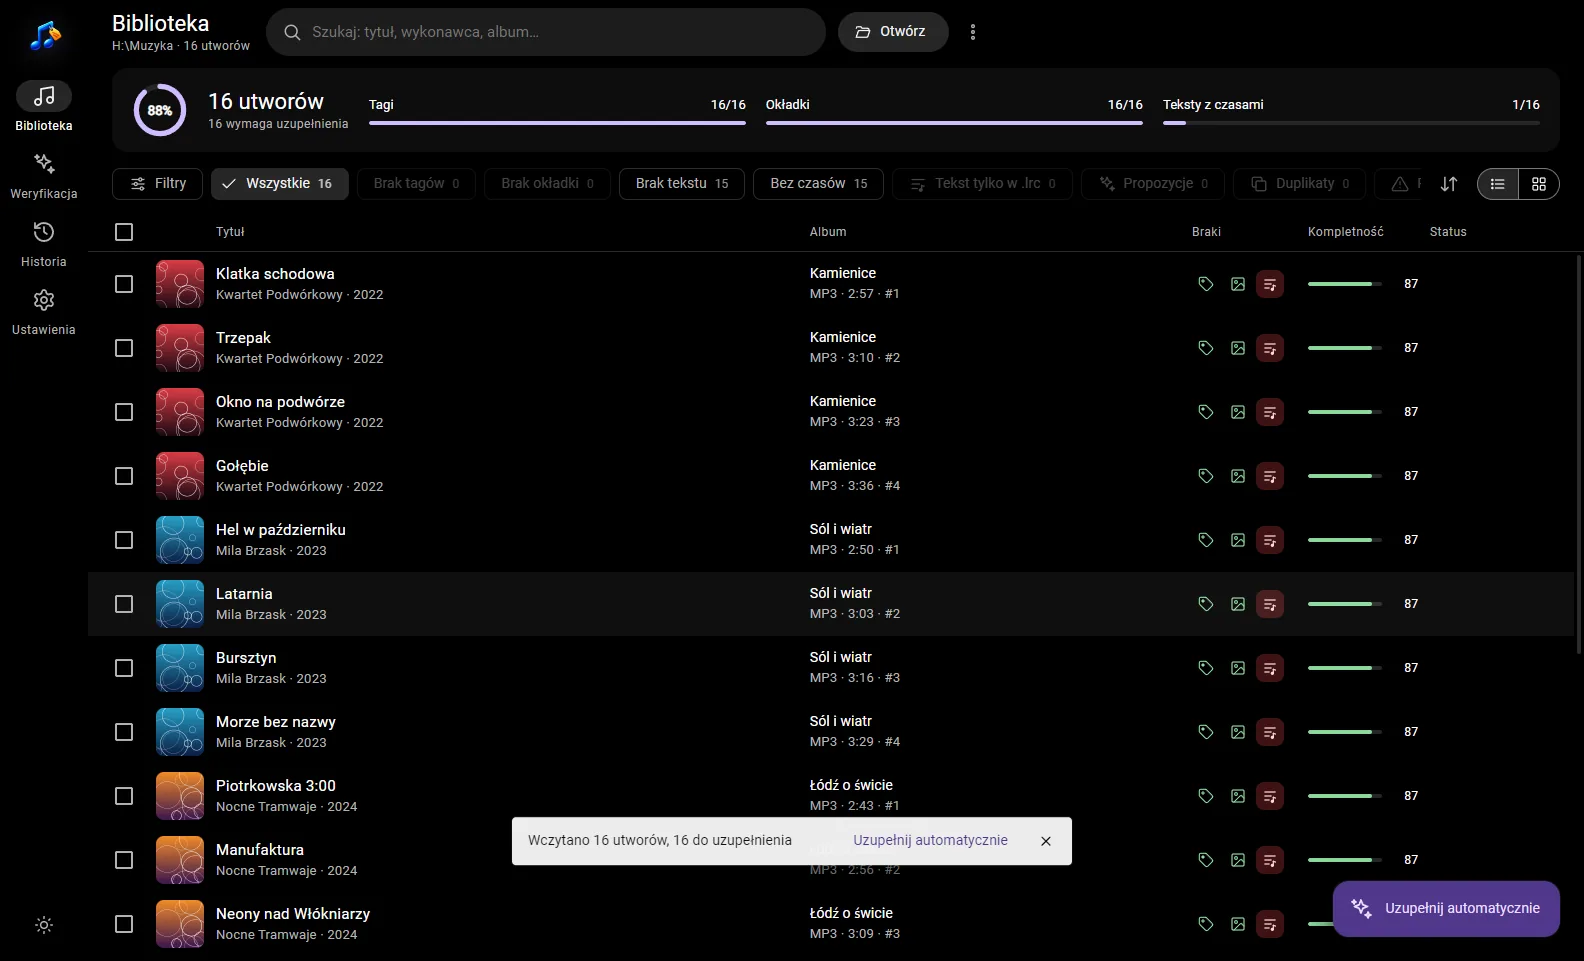 Biblioteka
H:\Muzyka · 16 utworów
Szukaj: tytuł, wykonawca, album...
Otwórz
Biblioteka
Weryfikacja
Historia
Ustawienia
88%
16 utworów
16 wymaga uzupełnienia
Tagi 16/16
Okładki 16/16
Teksty z czasami 1/16
Filtry
Wszystkie 16
Brak tagów 0
Brak okładki 0
Brak tekstu 15
Bez czasów 15
Tekst tylko w .lrc 0
Propozycje 0
Duplikaty 0
Tytuł Album Braki Kompletność Status
Klatka schodowa
Kwartet Podwórkowy · 2022
Kamienice
MP3 · 2:57 · #1
87
Trzepak
Kwartet Podwórkowy · 2022
Kamienice
MP3 · 3:10 · #2
87
Okno na podwórze
Kwartet Podwórkowy · 2022
Kamienice
MP3 · 3:23 · #3
87
Gołębie
Kwartet Podwórkowy · 2022
Kamienice
MP3 · 3:36 · #4
87
Hel w październiku
Mila Brzask · 2023
Sól i wiatr
MP3 · 2:50 · #1
87
Latarnia
Mila Brzask · 2023
Sól i wiatr
MP3 · 3:03 · #2
87
Bursztyn
Mila Brzask · 2023
Sól i wiatr
MP3 · 3:16 · #3
87
Morze bez nazwy
Mila Brzask · 2023
Sól i wiatr
MP3 · 3:29 · #4
87
Piotrkowska 3:00
Nocne Tramwaje · 2024
Łódź o świcie
MP3 · 2:43 · #1
87
Manufaktura
Nocne Tramwaje · 2024
MP3 · 2:56 · #2
87
Wczytano 16 utworów, 16 do uzupełnienia
Uzupełnij automatycznie
Neony nad Włókniarzy
Nocne Tramwaje · 2024
Łódź o świcie
MP3 · 3:09 · #3
Uzupełnij automatycznie